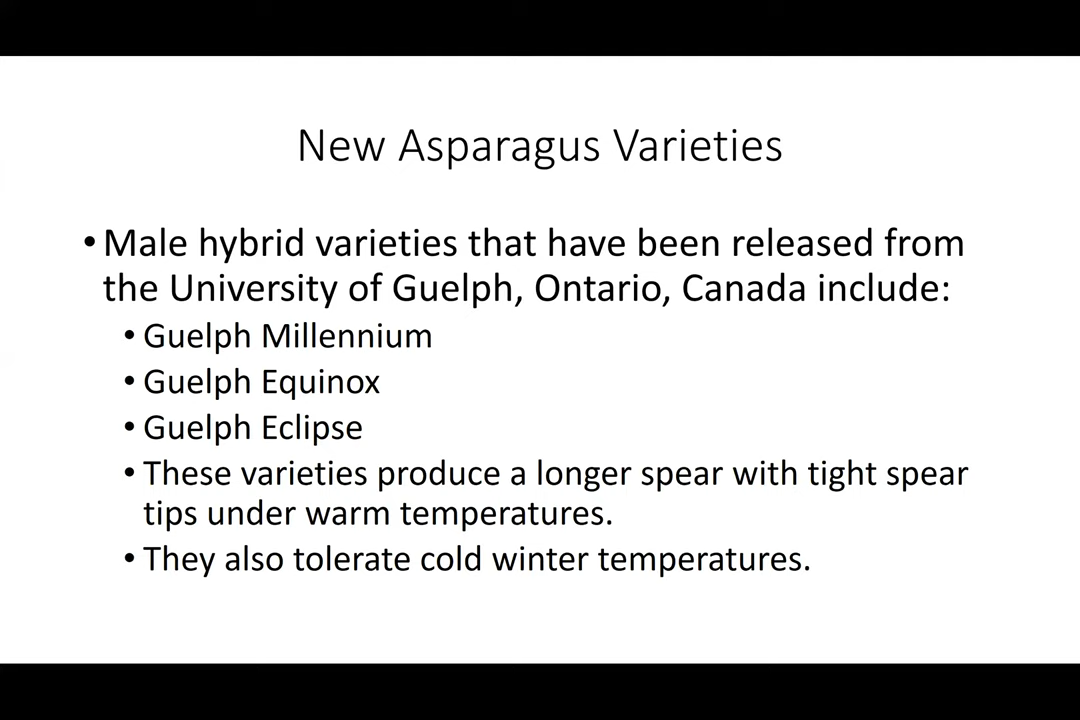 New Asparagus Varieties
• Male hybrid varieties that have been released from
the University of Guelph, Ontario, Canada include:
• Guelph Millennium
• Guelph Equinox
• Guelph Eclipse
• These varieties produce a longer spear with tight spear
tips under warm temperatures.
• They also tolerate cold winter temperatures.